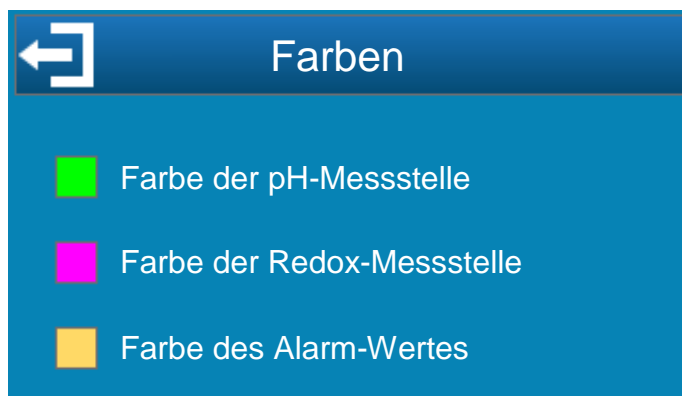 Farben
Farbe der pH-Messstelle
Farbe der Redox-Messstelle
Farbe des Alarm-Wertes